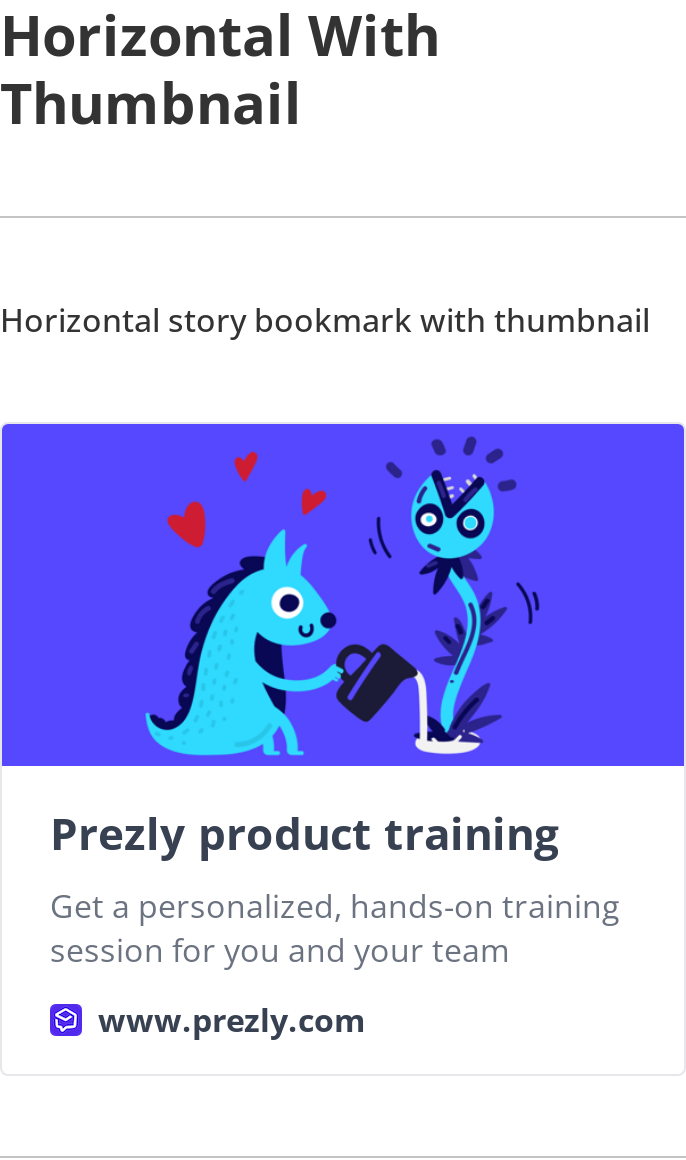 Horizontal With
Thumbnail
Horizontal story bookmark with thumbnail
Prezly product training
Get a personalized, hands-on training
session for you and your team
www.prezly.com